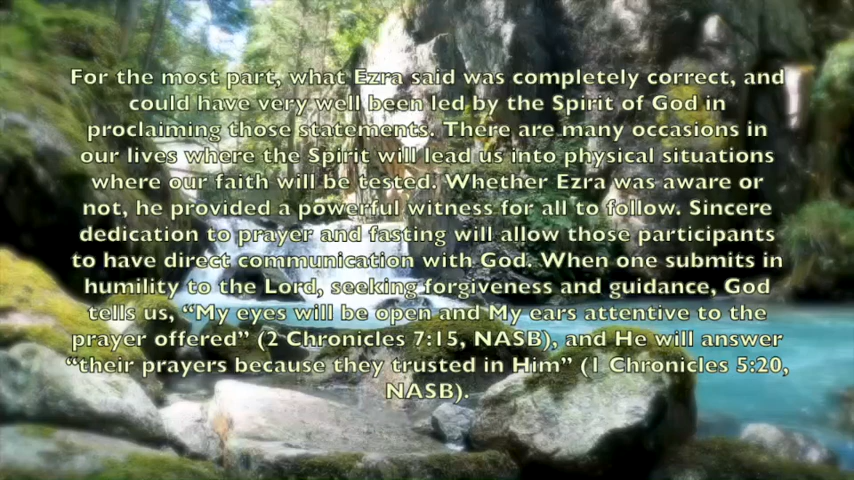 For the most part, what Ezra said was completely correct, and
could have very well been led by the Spirit of God in
proclaiming those statements. There are many occasions in
our lives where the Spirit will lead us into physical situations
where our faith will be tested. Whether Ezra was aware or
not, he provided a powerful witness for all to follow. Sincere
dedication to prayer and fasting will allow those participants
to have direct communication with God. When one submits in
humility to the Lord, seeking forgiveness and guidance, God
tells us, “My eyes will be open and My ears attentive to the
prayer offered” (2 Chronicles 7:15, NASB), and He will answer
“their prayers because they trusted in Him” (1 Chronicles 5:20,
NASB).